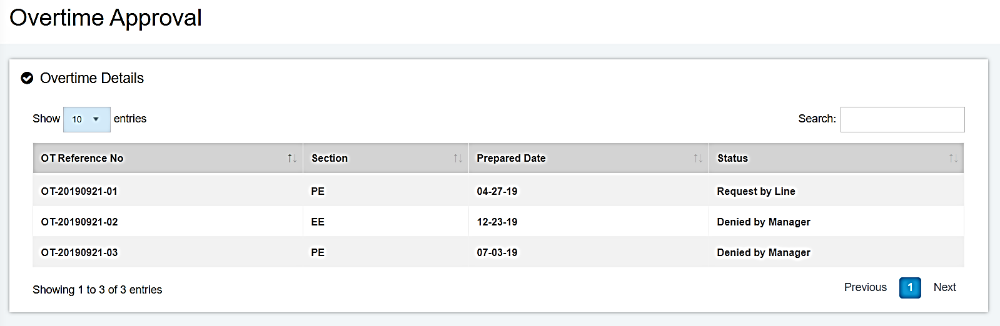 Overtime Approval
Overtime Details
Show 10 entries Search:
OT Reference No Section Prepared Date Status
OT-20190921-01 PE 04-27-19 Request by Line
OT-20190921-02 EE 12-23-19 Denied by Manager
OT-20190921-03 PE 07-03-19 Denied by Manager
Showing 1 to 3 of 3 entries Previous 1 Next